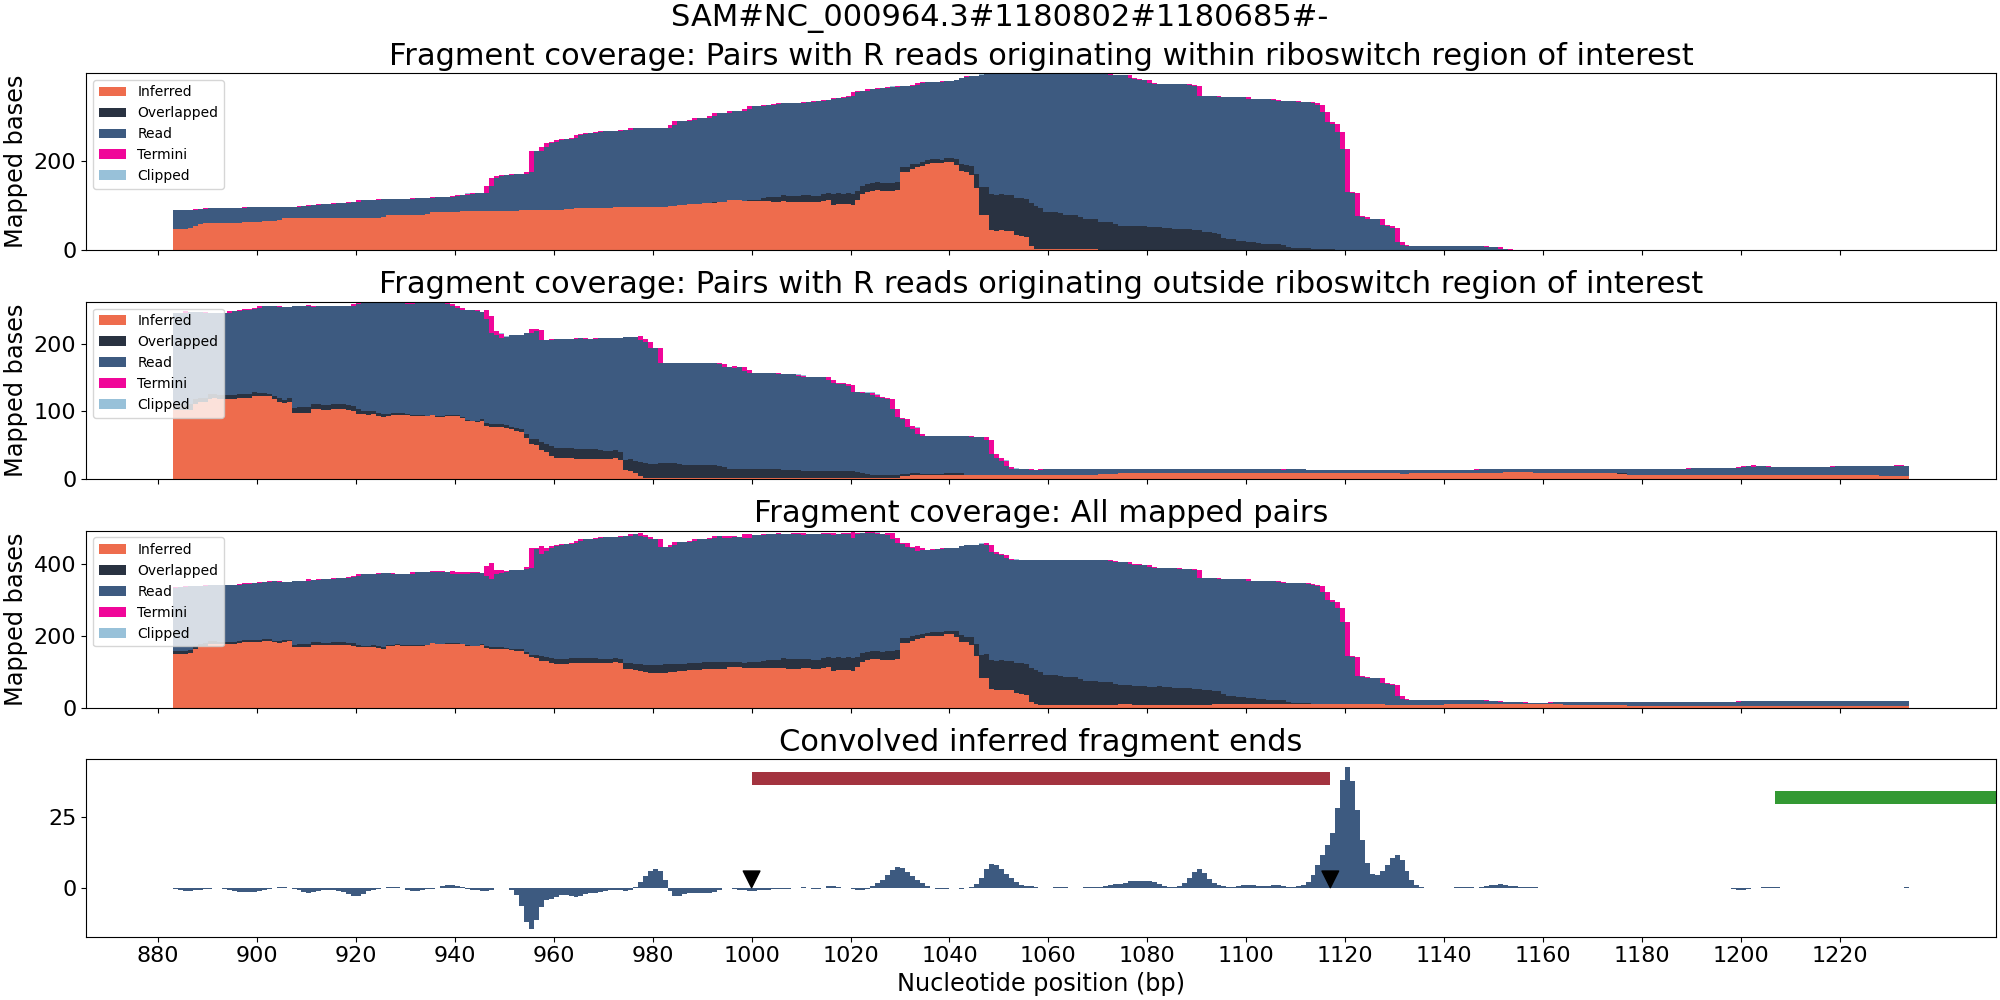 SAM#NC_000964.3#1180802#1180685#-
Fragment coverage: Pairs with R reads originating within riboswitch region of interest
Mapped bases
200
0
Inferred
Overlapped
Read
Termini
Clipped
Fragment coverage: Pairs with R reads originating outside riboswitch region of interest
Mapped bases
200
100
0
Inferred
Overlapped
Read
Termini
Clipped
Fragment coverage: All mapped pairs
Mapped bases
400
200
0
Inferred
Overlapped
Read
Termini
Clipped
Convolved inferred fragment ends
25
0
880 900 920 940 960 980 1000 1020 1040 1060 1080 1100 1120 1140 1160 1180 1200 1220
Nucleotide position (bp)